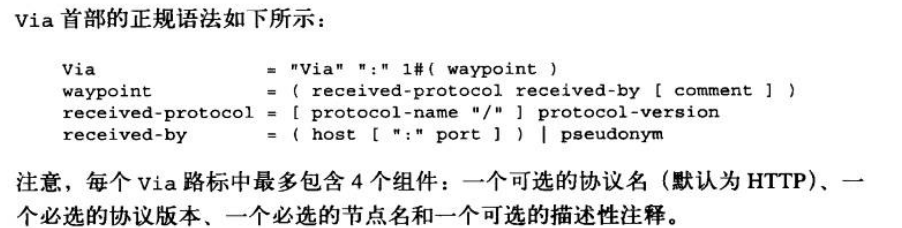 Via 首部的正规语法如下所示：
Via = "Via" ":" 1#( waypoint )
waypoint = ( received-protocol received-by [ comment ] )
received-protocol = [ protocol-name "/" ] protocol-version
received-by = ( host [ ":" port ] ) | pseudonym
注意，每个 Via 路标中最多包含 4 个组件：一个可选的协议名（默认为 HTTP）、一
个必选的协议版本、一个必选的节点名和一个可选的描述性注释。